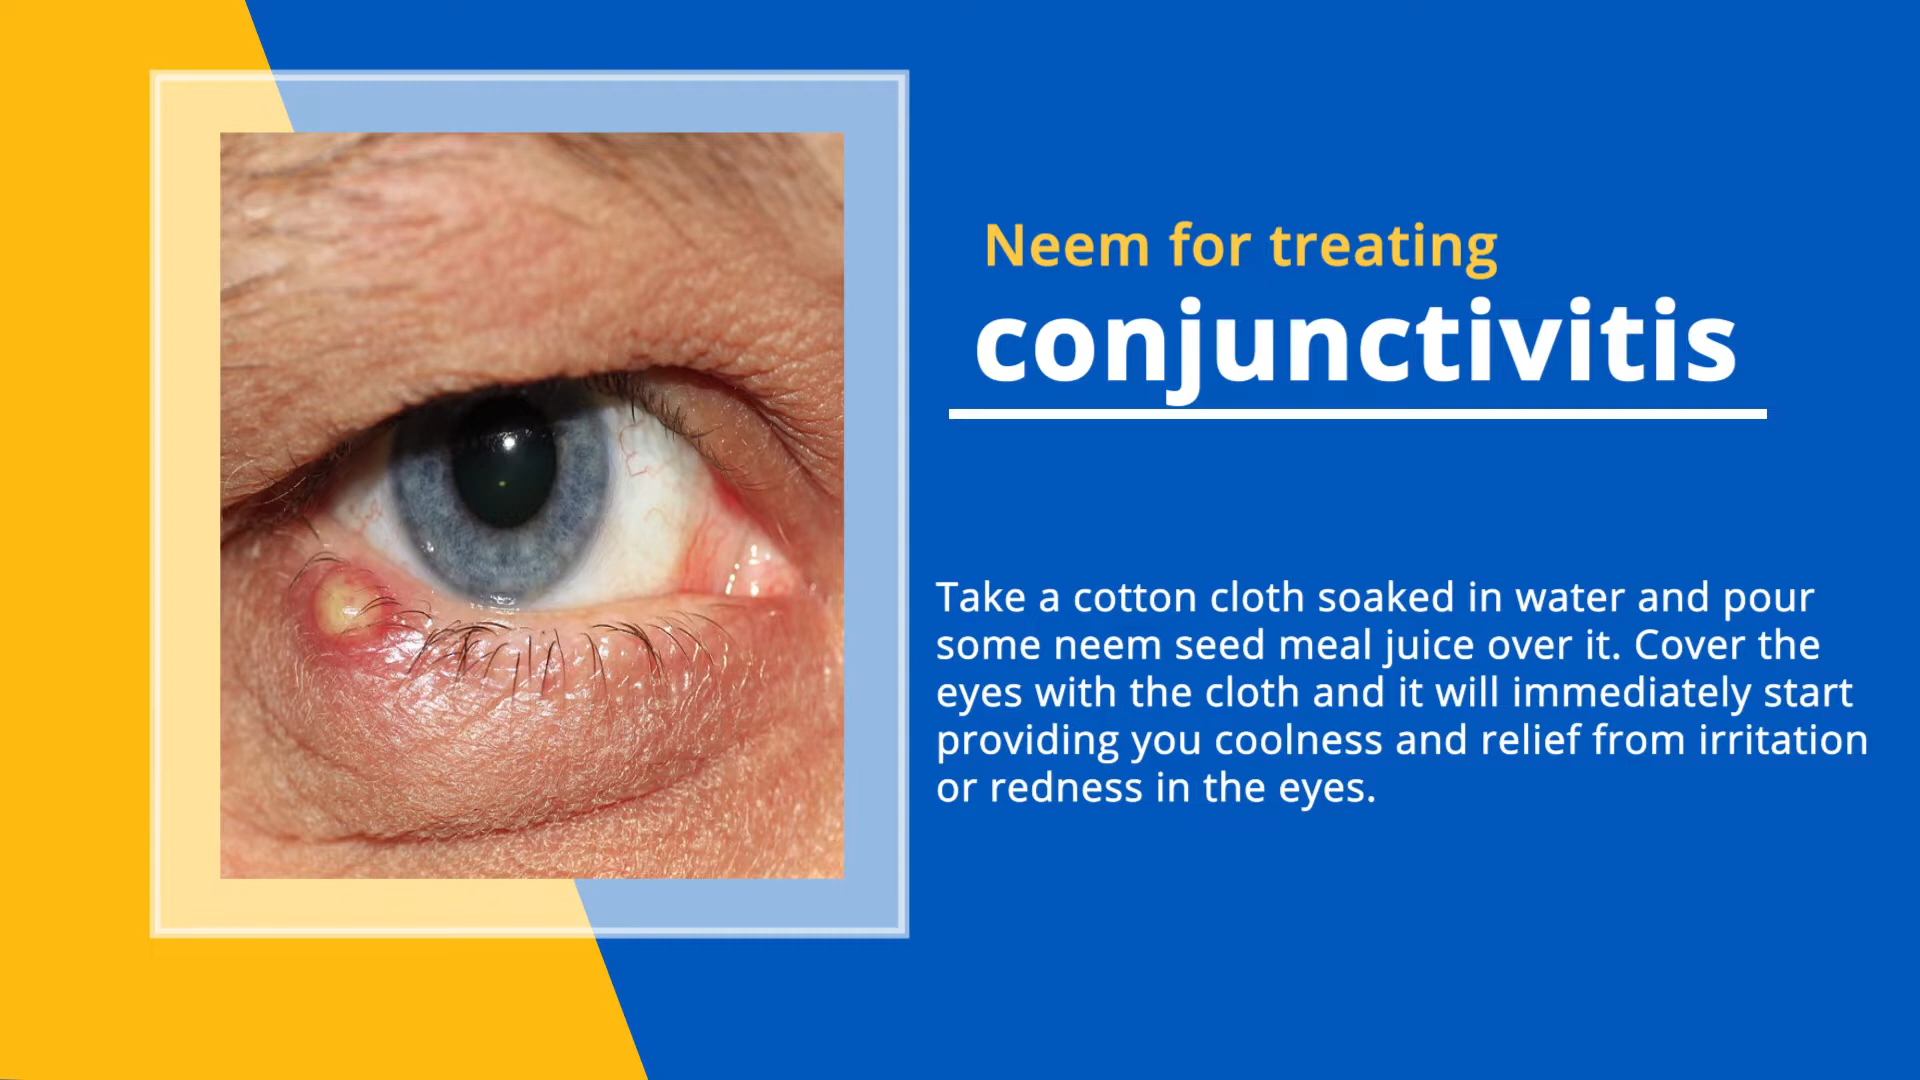 Neem for treating
conjunctivitis
Take a cotton cloth soaked in water and pour
some neem seed meal juice over it. Cover the
eyes with the cloth and it will immediately start
providing you coolness and relief from irritation
or redness in the eyes.